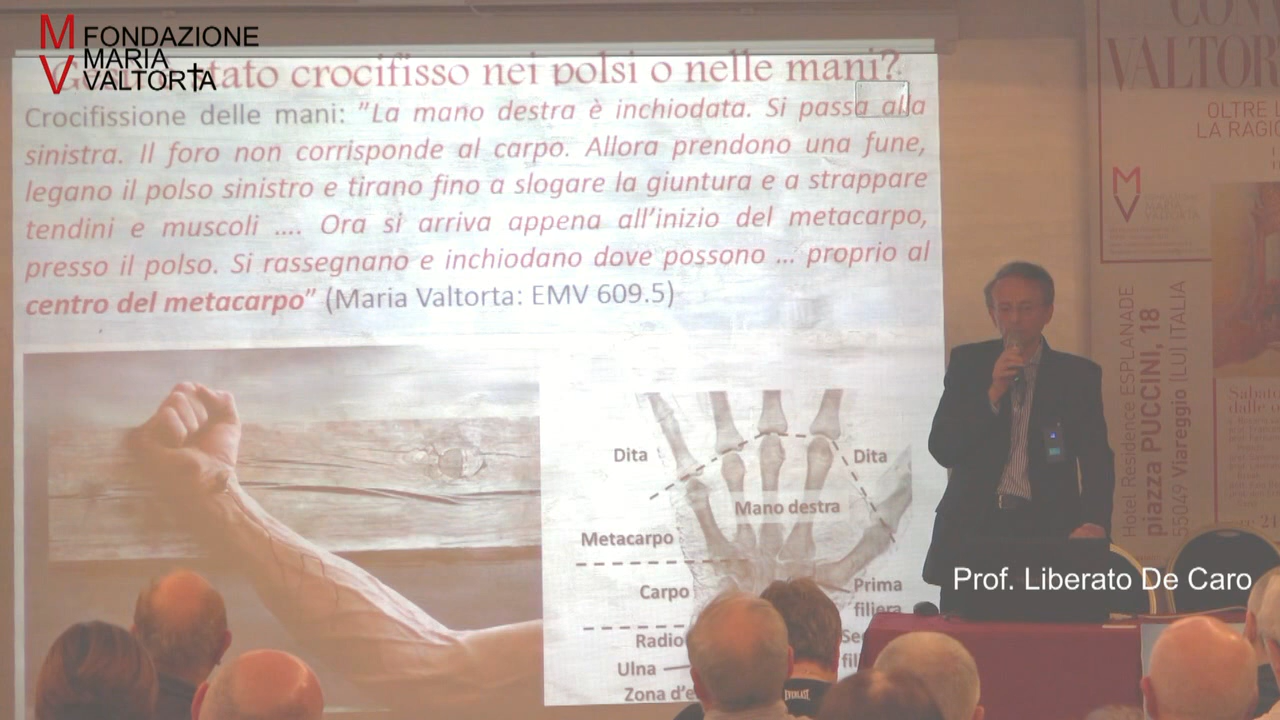 FONDAZIONE
MARIA
VALTORTA
crocifisso nei polsi o nelle mani?
Crocifissione delle mani: "La mano destra è inchiodata. Si passa alla
sinistra. Il foro non corrisponde al carpo. Allora prendono una fune,
legano il polso sinistro e tirano fino a slogare la giuntura e a strappare
tendini e muscoli .... Ora si arriva appena all'inizio del metacarpo,
presso il polso. Si rassegnano e inchiodano dove possono ... proprio al
centro del metacarpo" (Maria Valtorta: EMV 609.5)
Dita
Dita
Mano destra
Metacarpo
Carpo
Prima
filiera
Radio
Ulna
Zona
EVERLAST
Prof. Liberato De Caro
VALTOR
OLTRE
LA RAGI
Hotel Residence ESPLANADE
piazza PUCCINI, 18
55049 Viareggio (LU) ITALIA